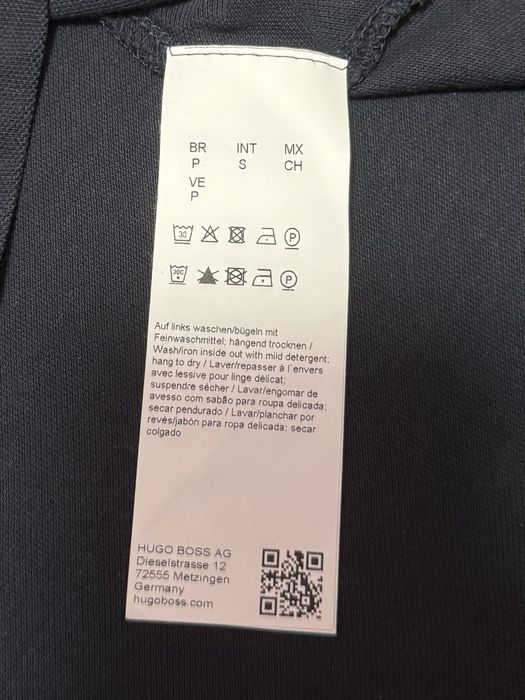 BR INT MX
P S CH
VE
P
30 P
30C P
Auf links waschen/bügeln mit
Feinwaschmittel; hängend trocknen /
Wash/iron inside out with mild detergent;
hang to dry / Laver/repasser à l'envers
avec lessive pour linge délicat;
suspendre sécher / Lavar/engomar de
avesso com sabão para roupa delicada;
secar pendurado / Lavar/planchar por
revés/jabón para ropa delicada: secar
colgado
HUGO BOSS AG
Dieselstrasse 12
72555 Metzingen
Germany
hugoboss.com